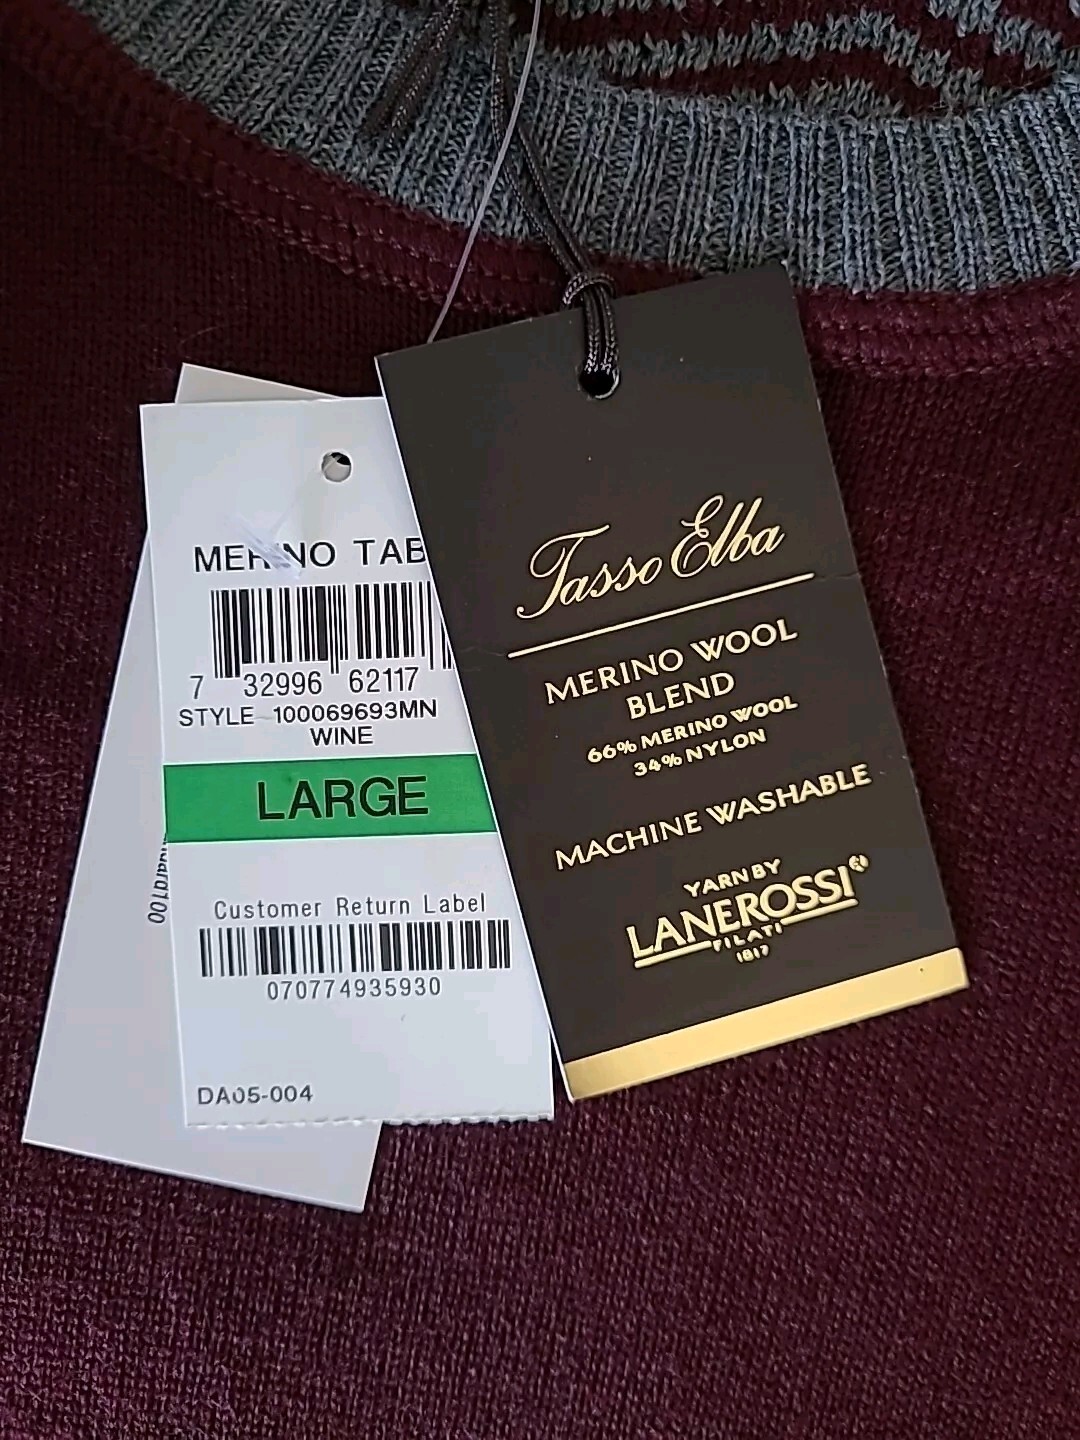 MERINO TAB
7 32996 62117
STYLE 100069693MN
WINE
LARGE
Customer Return Label
070774935930
DA05-004
Tasso Elba
MERINO WOOL
BLEND
66% MERINO WOOL
34% NYLON
MACHINE WASHABLE
YARN BY
LANEROSSI®
FILATI
1817